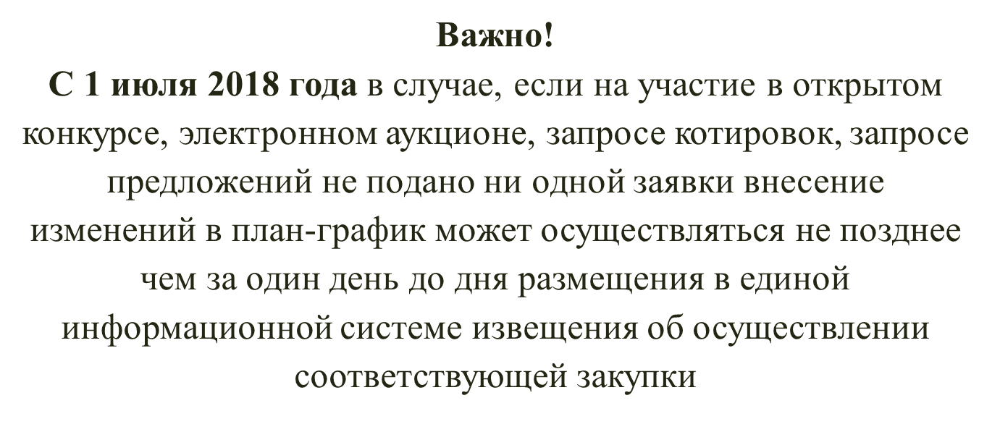 Важно!
С 1 июля 2018 года в случае, если на участие в открытом
конкурсе, электронном аукционе, запросе котировок, запросе
предложений не подано ни одной заявки внесение
изменений в план-график может осуществляться не позднее
чем за один день до дня размещения в единой
информационной системе извещения об осуществлении
соответствующей закупки